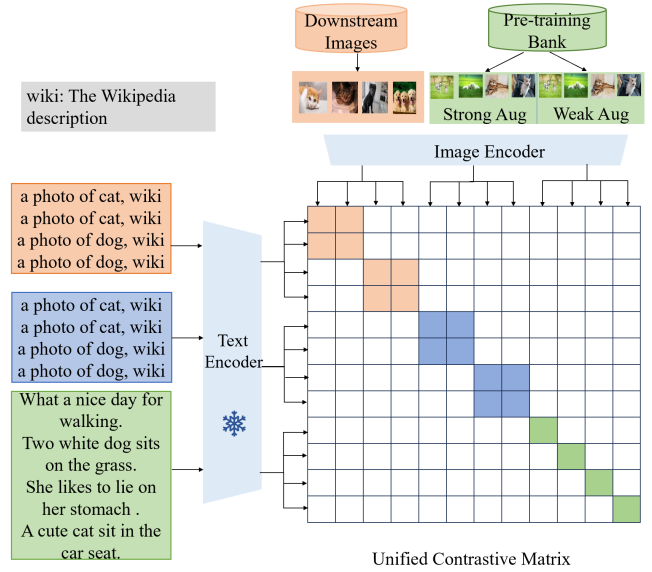 Downstream
Images
Pre-training
Bank
wiki: The Wikipedia
description
Strong Aug
Weak Aug
Image Encoder
a photo of cat, wiki
a photo of cat, wiki
a photo of dog, wiki
a photo of dog, wiki
a photo of cat, wiki
a photo of cat, wiki
a photo of dog, wiki
a photo of dog, wiki
Text
Encoder
What a nice day for
walking.
Two white dog sits
on the grass.
She likes to lie on
her stomach .
A cute cat sit in the
car seat.
Unified Contrastive Matrix